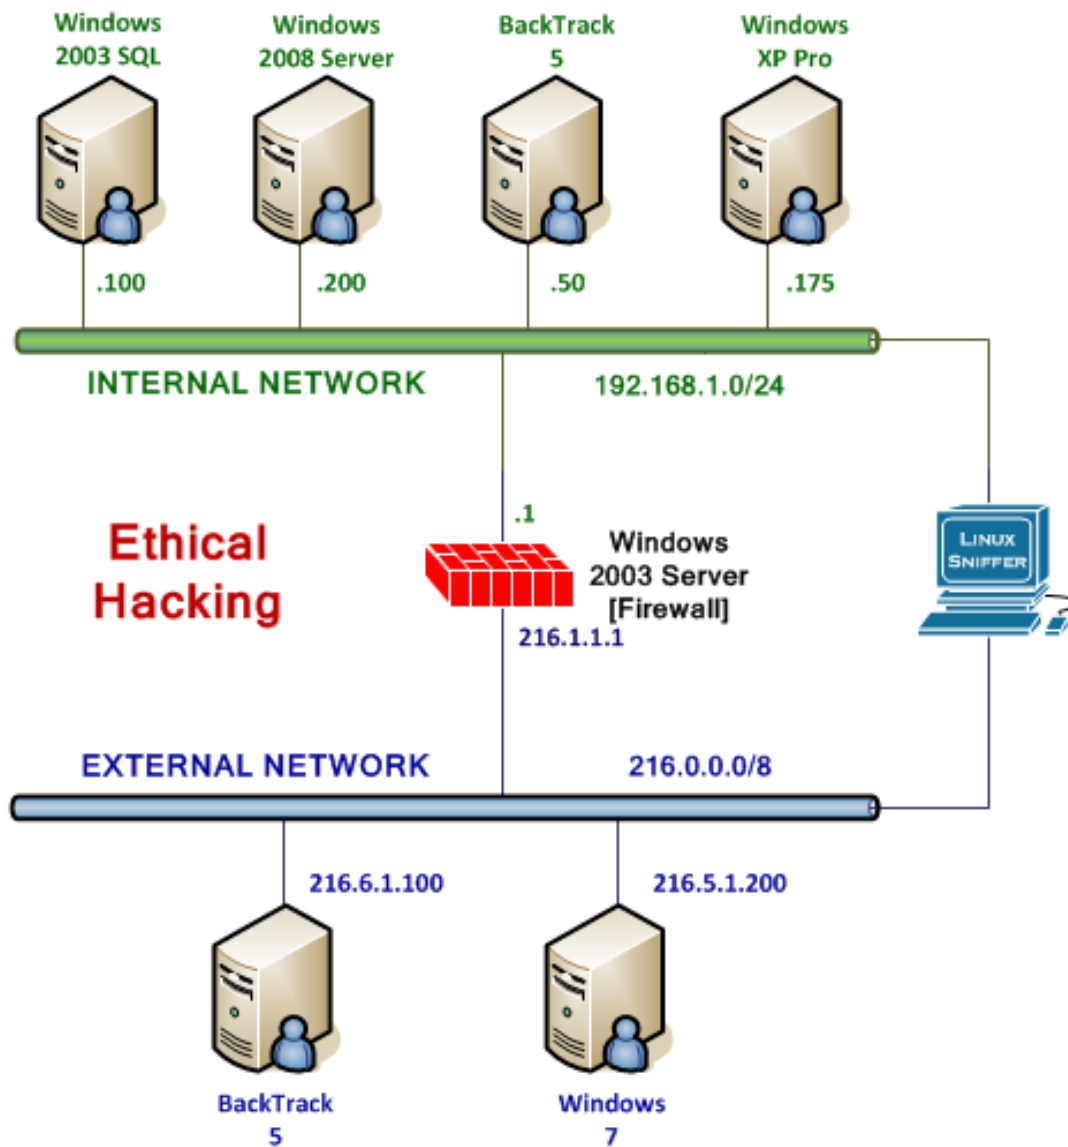 Windows
2003 SQL
Windows
2008 Server
BackTrack
5
Windows
XP Pro
.100
.200
.50
.175
INTERNAL NETWORK
192.168.1.0/24
Ethical
Hacking
.1
Windows
2003 Server
[Firewall]
216.1.1.1
LINUX
SNIFFER
EXTERNAL NETWORK
216.0.0.0/8
216.6.1.100
216.5.1.200
BackTrack
5
Windows
7